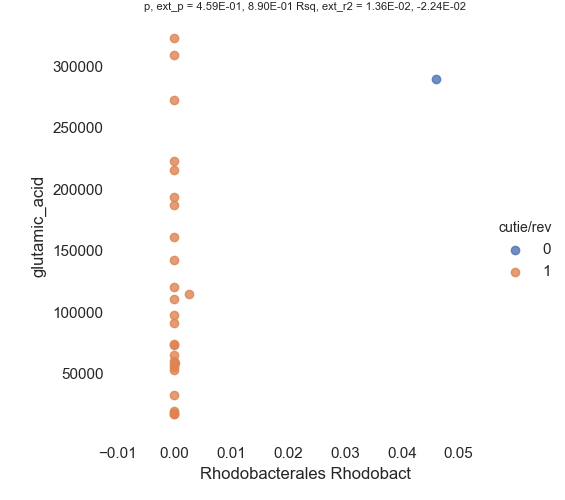 p, ext_p = 4.59E-01, 8.90E-01 Rsq, ext_r2 = 1.36E-02, -2.24E-02
300000
250000
200000
150000
100000
50000
glutamic_acid
cutie/rev
0
1
−0.01 0.00 0.01 0.02 0.03 0.04 0.05
Rhodobacterales Rhodobact